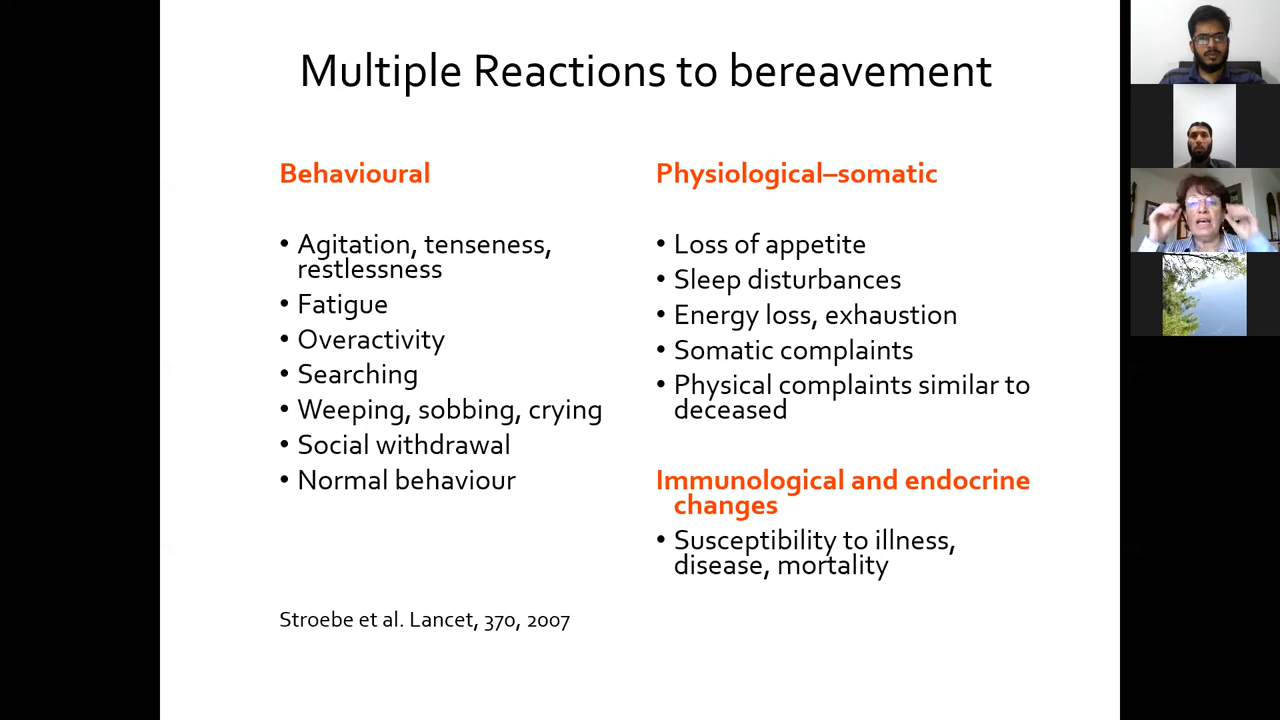 Multiple Reactions to bereavement
Behavioural
• Agitation, tenseness,
restlessness
• Fatigue
• Overactivity
• Searching
• Weeping, sobbing, crying
• Social withdrawal
• Normal behaviour
Physiological–somatic
• Loss of appetite
• Sleep disturbances
• Energy loss, exhaustion
• Somatic complaints
• Physical complaints similar to
deceased
Immunological and endocrine
changes
• Susceptibility to illness,
disease, mortality
Stroebe et al. Lancet, 370, 2007